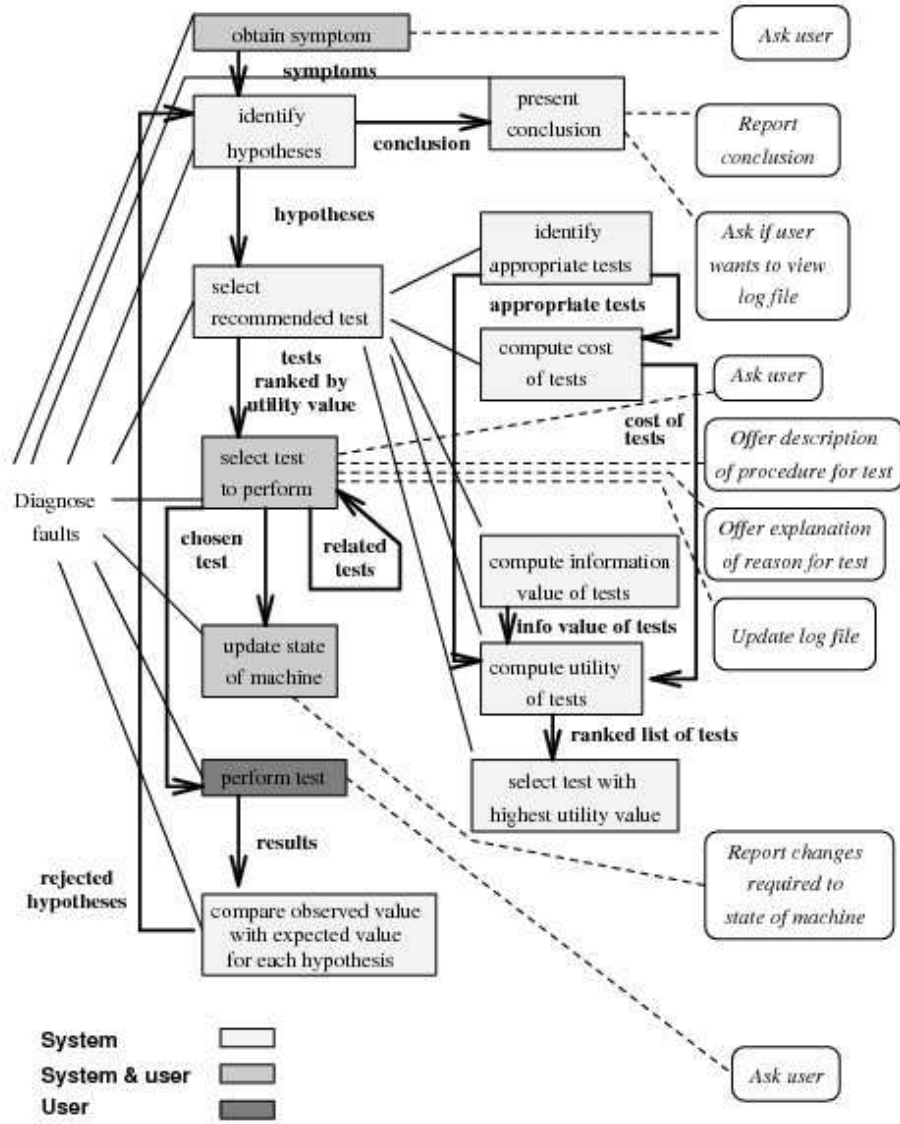 obtain symptom
Ask user
symptoms
identify
hypotheses
conclusion
present
conclusion
Report
conclusion
hypotheses
identify
appropriate tests
Ask if user
wants to view
log file
select
recommended test
appropriate tests
compute cost
of tests
tests
ranked by
utility value
Ask user
cost of
tests
select test
to perform
Offer description
of procedure for test
Diagnose
faults
chosen
test
related
tests
Offer explanation
of reason for test
compute information
value of tests
info value of tests
Update log file
update state
of machine
compute utility
of tests
ranked list of tests
perform test
select test with
highest utility value
results
Report changes
required to
state of machine
rejected
hypotheses
compare observed value
with expected value
for each hypothesis
System
System & user
User
Ask user